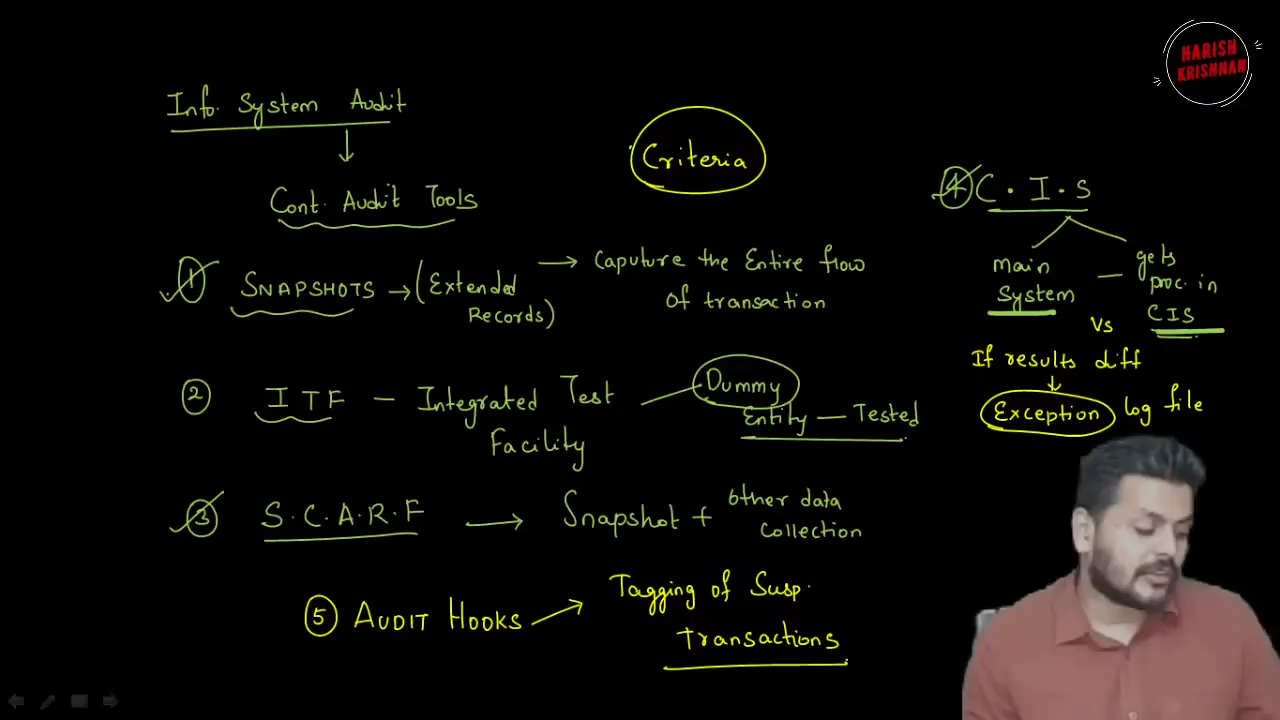 HARISH
KRISHNAN
Info. System Audit
Cont. Audit Tools
Criteria
1 SNAPSHOTS → (Extended
Records)
→ Caputure the Entire flow
of transaction
2 ITF - Integrated Test
Facility
Dummy
Entity — Tested
3 S.C.A.R.F → Snapshot + other data
collection
5 AUDIT HOOKS → Tagging of Susp.
Transactions
4 C.I.S
main
System
— gets
proc. in
CIS
Vs
If results diff
Exception log file